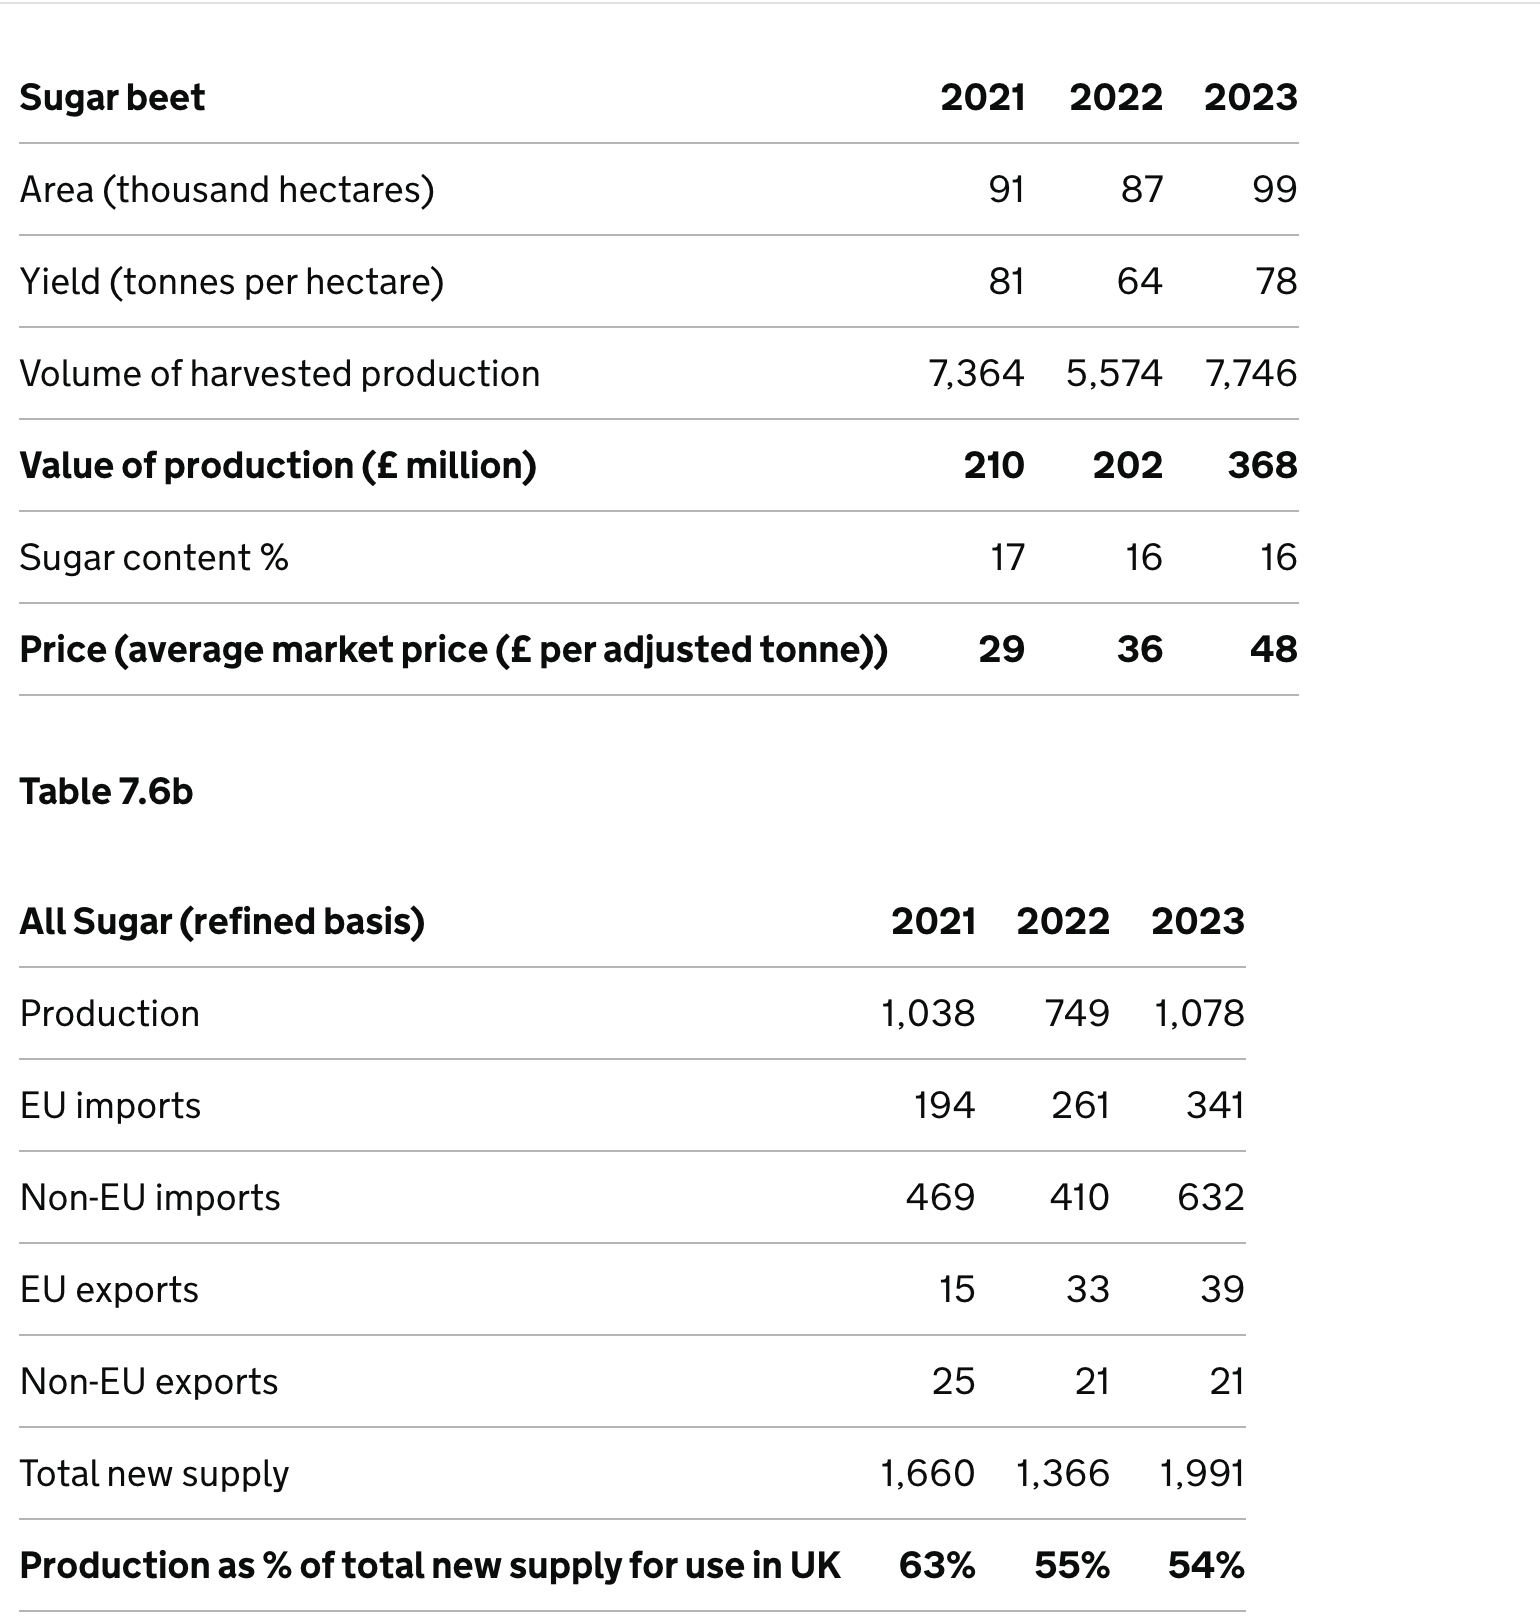 Sugar beet 2021 2022 2023
Area (thousand hectares) 91 87 99
Yield (tonnes per hectare) 81 64 78
Volume of harvested production 7,364 5,574 7,746
Value of production (£ million) 210 202 368
Sugar content % 17 16 16
Price (average market price (£ per adjusted tonne)) 29 36 48
Table 7.6b
All Sugar (refined basis) 2021 2022 2023
Production 1,038 749 1,078
EU imports 194 261 341
Non-EU imports 469 410 632
EU exports 15 33 39
Non-EU exports 25 21 21
Total new supply 1,660 1,366 1,991
Production as % of total new supply for use in UK 63% 55% 54%